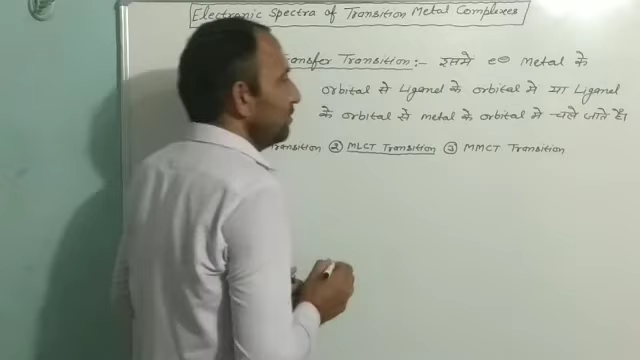 Electronic Spectra of Transition Metal Complexes
Transfer Transition :- इसमे e⊖ Metal के
orbital से Ligand के orbital मे या Ligand
के orbital से metal के orbital मे चले जाते हैं।
Transition ② MLCT Transition ③ MMCT Transition